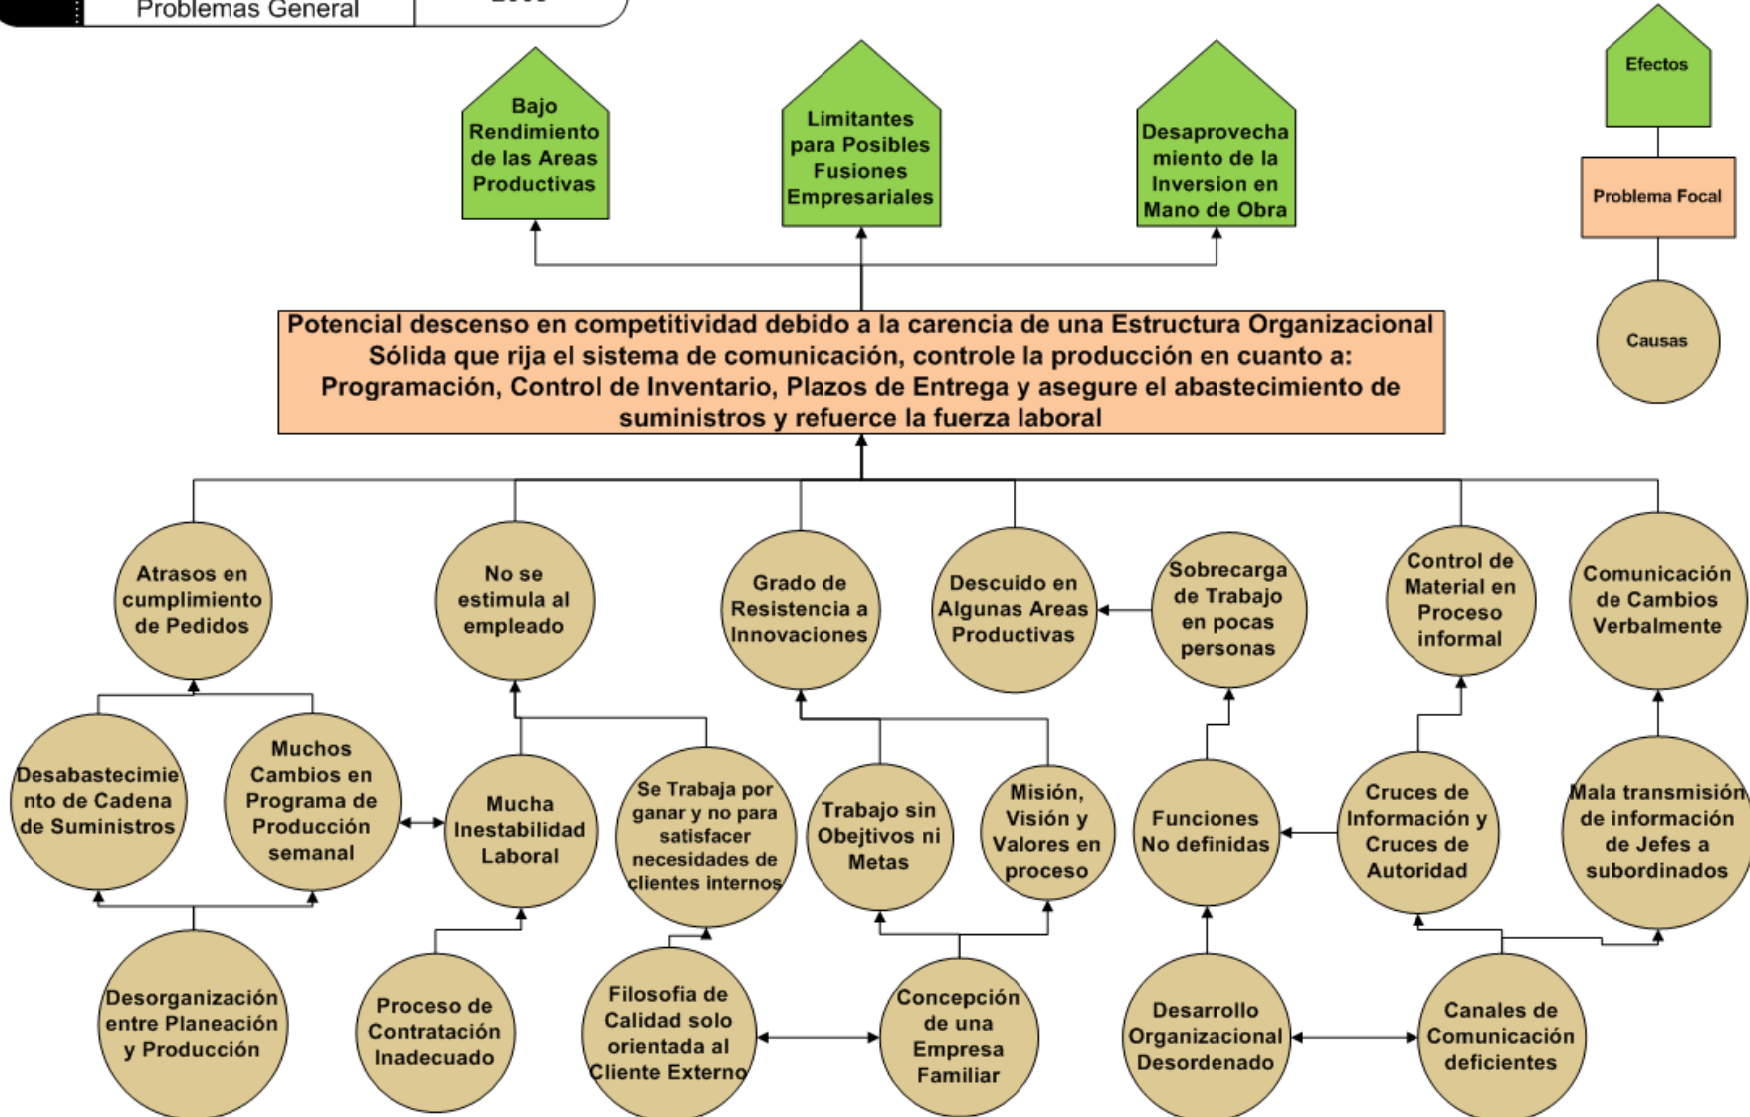 Problemas General
2008
Efectos
Problema Focal
Causas
Bajo
Rendimiento
de las Areas
Productivas
Limitantes
para Posibles
Fusiones
Empresariales
Desaprovecha
miento de la
Inversion en
Mano de Obra
Potencial descenso en competitividad debido a la carencia de una Estructura Organizacional
Sólida que rija el sistema de comunicación, controle la producción en cuanto a:
Programación, Control de Inventario, Plazos de Entrega y asegure el abastecimiento de
suministros y refuerce la fuerza laboral
Atrasos en
cumplimiento
de Pedidos
No se
estimula al
empleado
Grado de
Resistencia a
Innovaciones
Descuido en
Algunas Areas
Productivas
Sobrecarga
de Trabajo
en pocas
personas
Control de
Material en
Proceso
informal
Comunicación
de Cambios
Verbalmente
Desabastecimie
nto de Cadena
de Suministros
Muchos
Cambios en
Programa de
Producción
semanal
Mucha
Inestabilidad
Laboral
Se Trabaja por
ganar y no para
satisfacer
necesidades de
clientes internos
Trabajo sin
Obejtivos ni
Metas
Misión,
Visión y
Valores en
proceso
Funciones
No definidas
Cruces de
Información y
Cruces de
Autoridad
Mala transmisión
de información
de Jefes a
subordinados
Desorganización
entre Planeación
y Producción
Proceso de
Contratación
Inadecuado
Filosofia de
Calidad solo
orientada al
Cliente Externo
Concepción
de una
Empresa
Familiar
Desarrollo
Organizacional
Desordenado
Canales de
Comunicación
deficientes